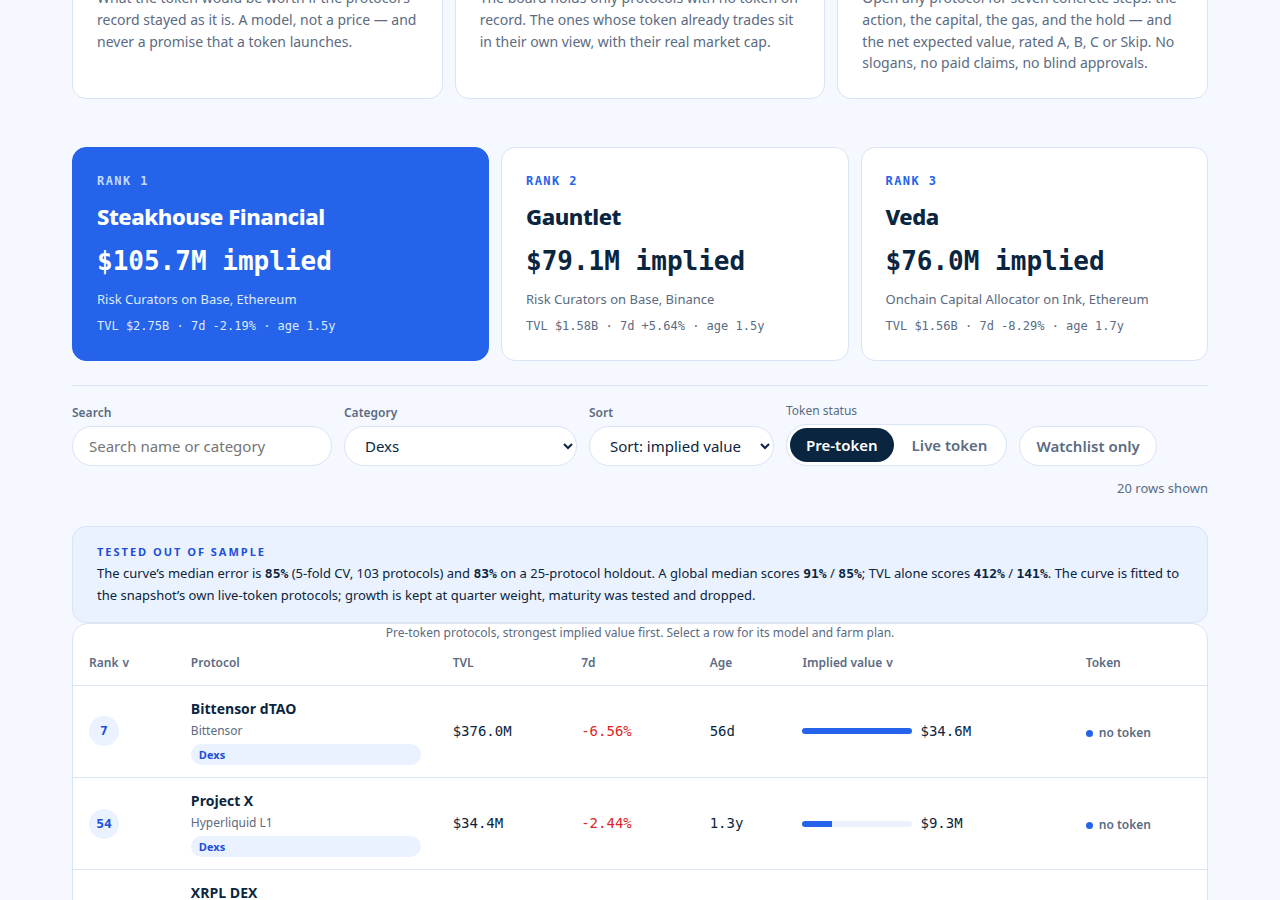 record stayed as it is. A model, not a price — and
never a promise that a token launches.
record. The ones whose token already trades sit
in their own view, with their real market cap.
action, the capital, the gas, and the hold — and
the net expected value, rated A, B, C or Skip. No
slogans, no paid claims, no blind approvals.
RANK 1
Steakhouse Financial
$105.7M implied
Risk Curators on Base, Ethereum
TVL $2.75B · 7d -2.19% · age 1.5y
RANK 2
Gauntlet
$79.1M implied
Risk Curators on Base, Binance
TVL $1.58B · 7d +5.64% · age 1.5y
RANK 3
Veda
$76.0M implied
Onchain Capital Allocator on Ink, Ethereum
TVL $1.56B · 7d -8.29% · age 1.7y
Search
Search name or category
Category
Dexs
Sort
Sort: implied value
Token status
Pre-token
Live token
Watchlist only
20 rows shown
TESTED OUT OF SAMPLE
The curve's median error is 85% (5-fold CV, 103 protocols) and 83% on a 25-protocol holdout. A global median scores 91% / 85%; TVL alone scores 412% / 141%. The curve is fitted to
the snapshot's own live-token protocols; growth is kept at quarter weight, maturity was tested and dropped.
Pre-token protocols, strongest implied value first. Select a row for its model and farm plan.
Rank v Protocol TVL 7d Age Implied value v Token
7
Bittensor dTAO
Bittensor
Dexs
$376.0M -6.56% 56d $34.6M no token
54
Project X
Hyperliquid L1
Dexs
$34.4M -2.44% 1.3y $9.3M no token
XRPL DEX